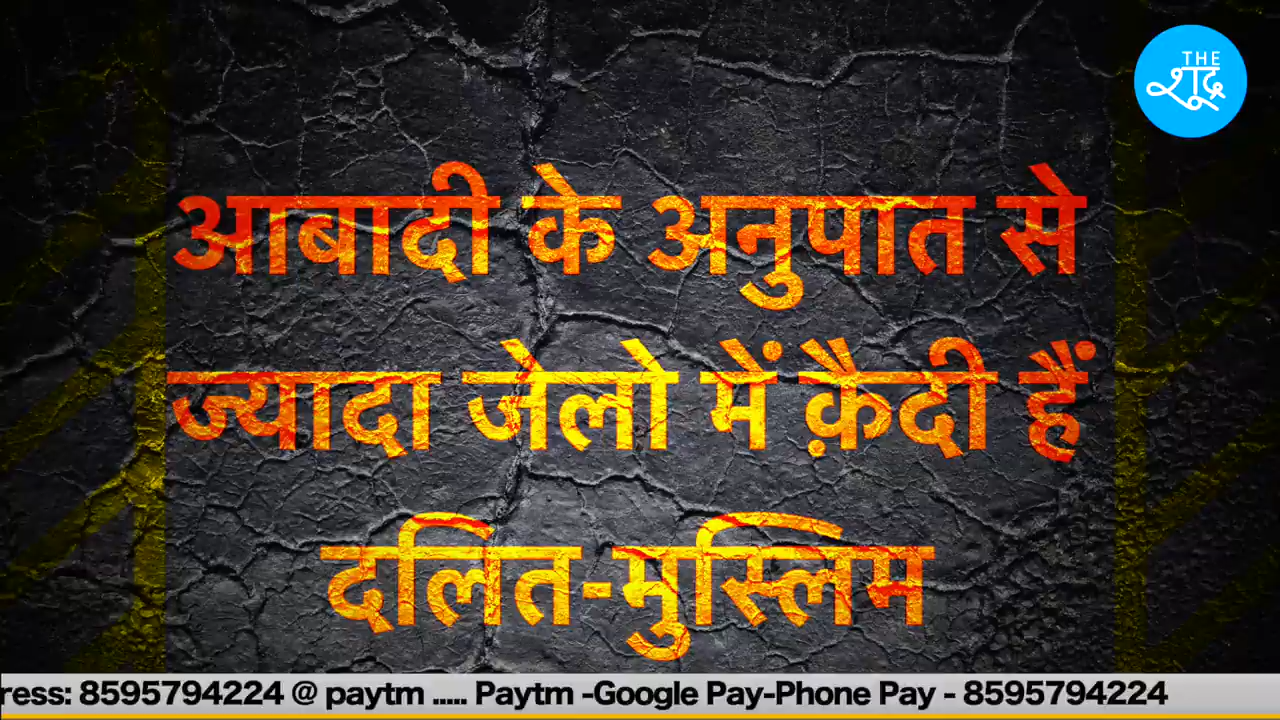 THE
शूद्र
आबादी के अनुपात से
ज्यादा जेलो में क़ैदी हैं
दलित-मुस्लिम
ress: 8595794224 @ paytm ..... Paytm -Google Pay-Phone Pay - 8595794224